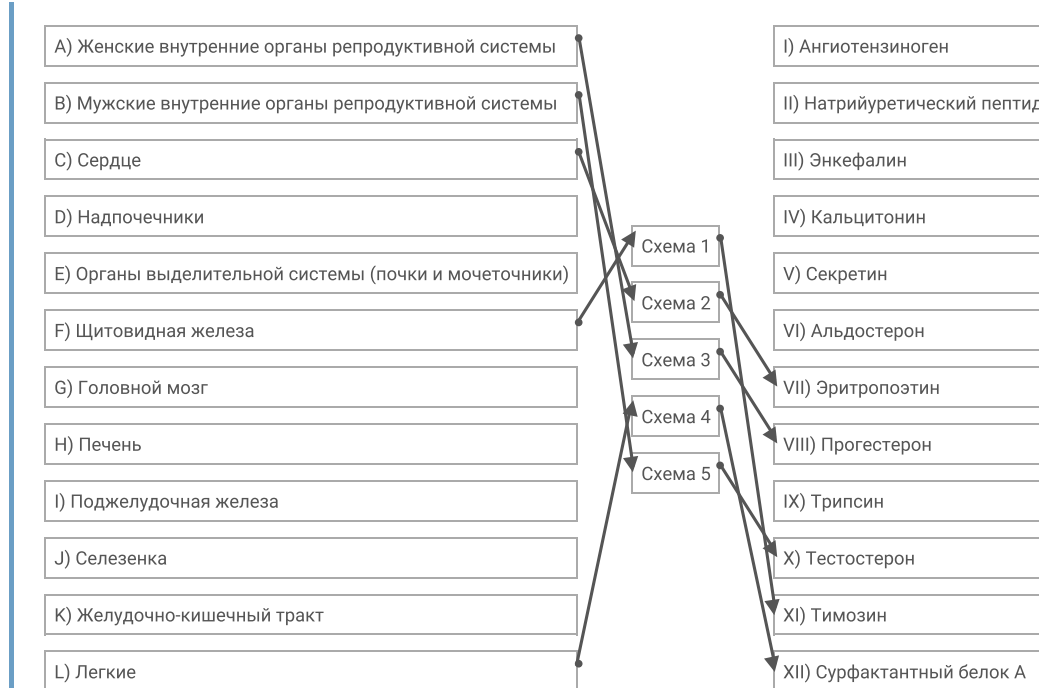 A) Женские внутренние органы репродуктивной системы
B) Мужские внутренние органы репродуктивной системы
C) Сердце
D) Надпочечники
E) Органы выделительной системы (почки и мочеточники)
F) Щитовидная железа
G) Головной мозг
H) Печень
I) Поджелудочная железа
J) Селезенка
K) Желудочно-кишечный тракт
L) Легкие
Схема 1
Схема 2
Схема 3
Схема 4
Схема 5
I) Ангиотензиноген
II) Натрийуретический пептид
III) Энкефалин
IV) Кальцитонин
V) Секретин
VI) Альдостерон
VII) Эритропоэтин
VIII) Прогестерон
IX) Трипсин
X) Тестостерон
XI) Тимозин
XII) Сурфактантный белок А